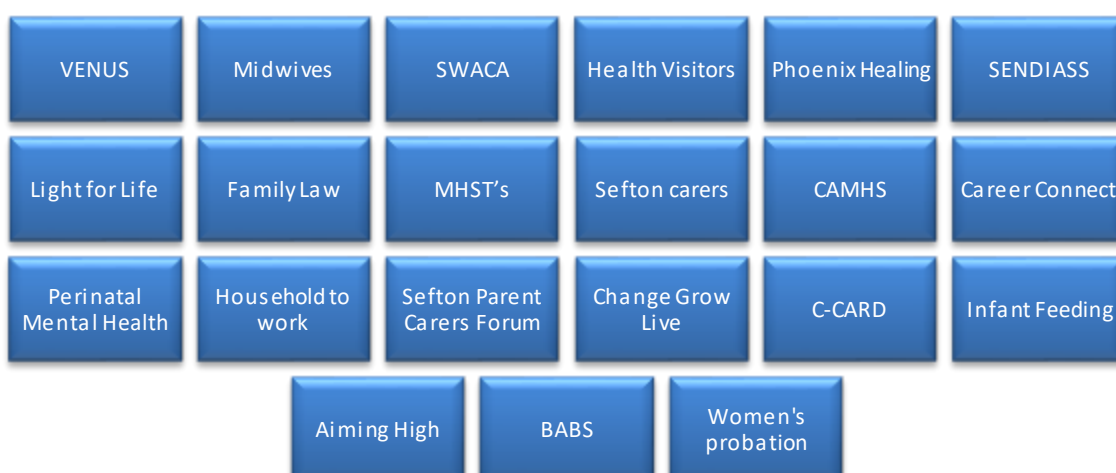 VENUS
Midwives
SWACA
Health Visitors
Phoenix Healing
SENDIASS
Light for Life
Family Law
MHST’s
Sefton carers
CAMHS
Career Connect
Perinatal
Mental Health
Household to
work
Sefton Parent
Carers Forum
Change Grow
Live
C-CARD
Infant Feeding
Aiming High
BABS
Women's
probation